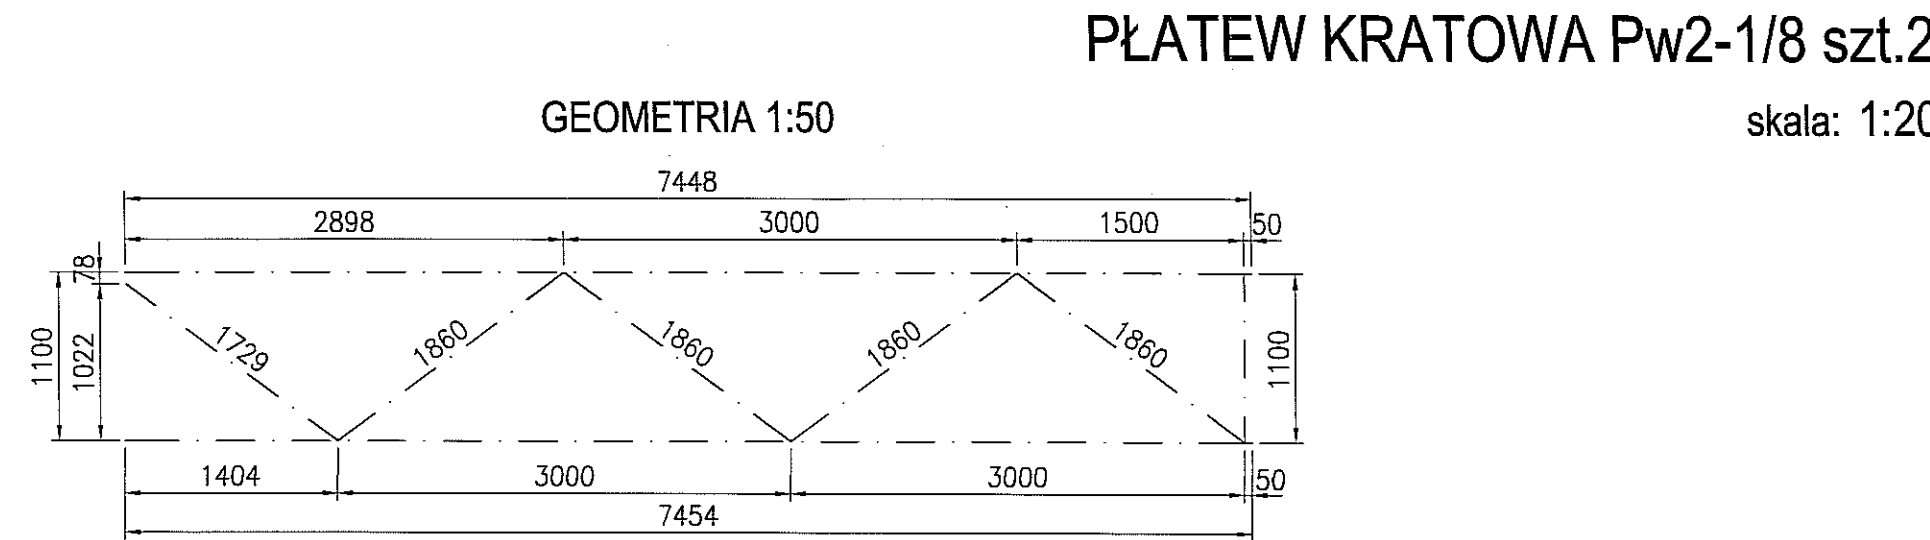 PŁATEW KRATOWA Pw2-1/8 szt.2
GEOMETRIA 1:50
skala: 1:20
7448
2898 3000 1500 50
78
1100 1022 1729 1860 1860 1860 1860 1100
1404 3000 3000 50
7454